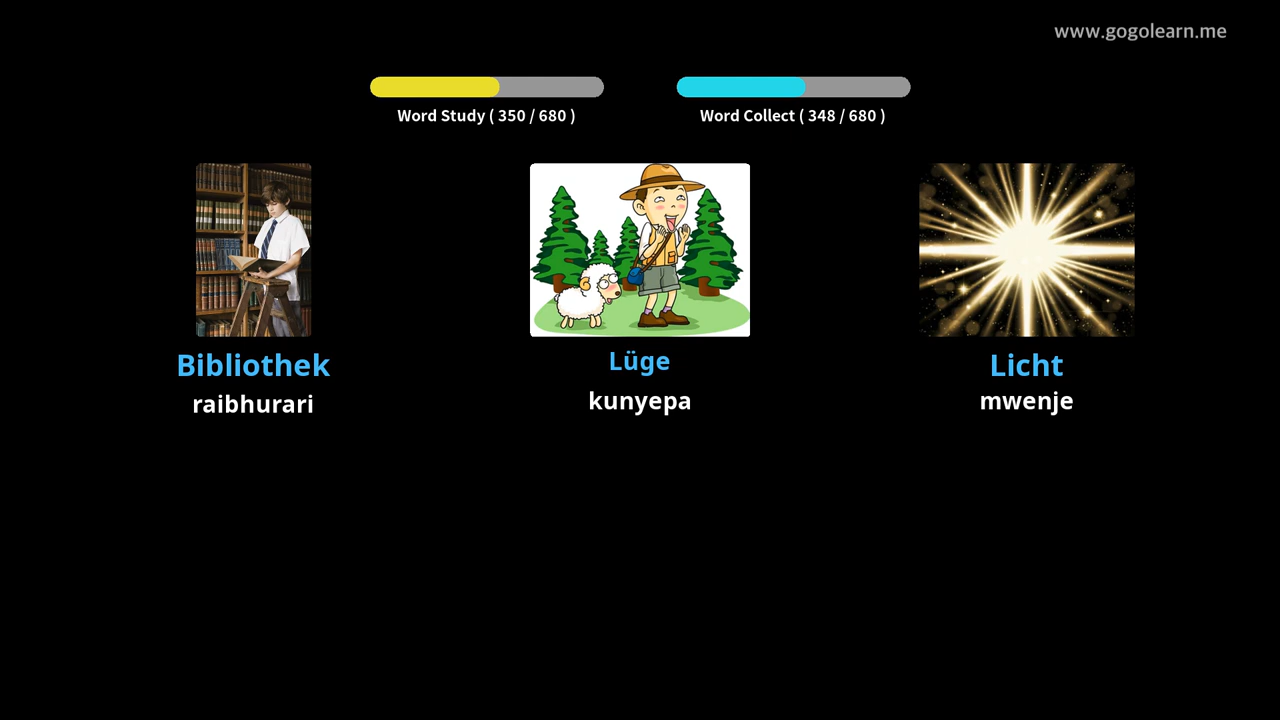 www.gogolearn.me
Word Study ( 350 / 680 )
Word Collect ( 348 / 680 )
Bibliothek
raibhurari
Lüge
kunyepa
Licht
mwenje